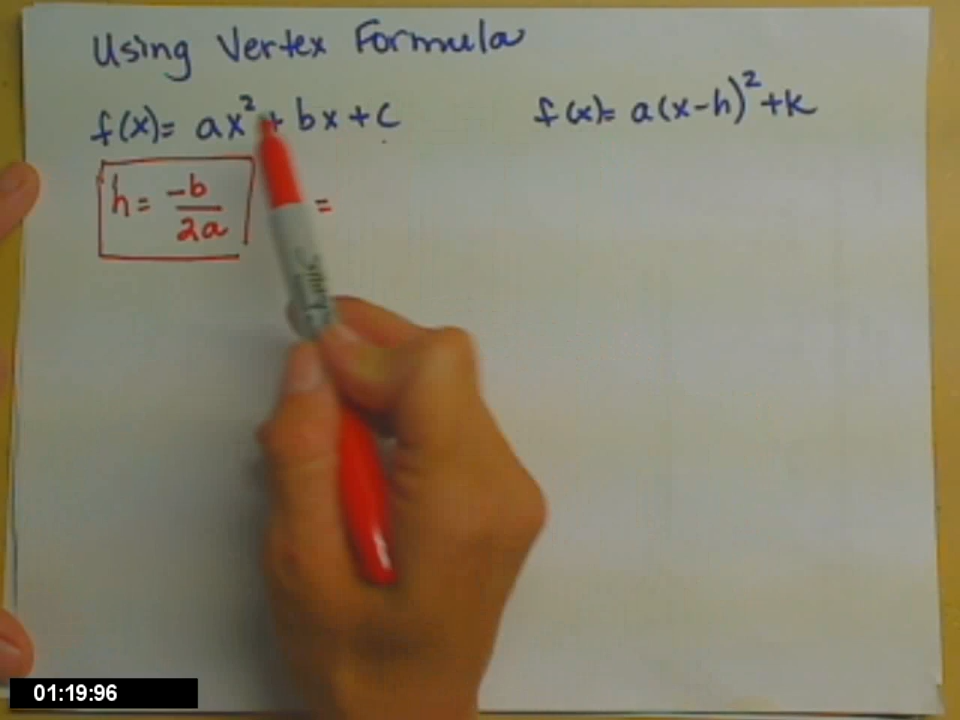 Using Vertex Formula
f(x)= ax²+ bx+c f(x)= a(x-h)²+k
h= -b/2a =
01:19:96